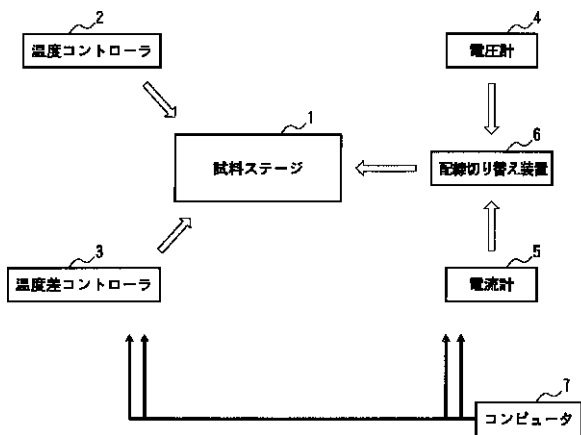 2
温度コントローラ
4
電圧計
1
試料ステージ
6
配線切り替え装置
3
温度差コントローラ
5
電流計
7
コンピュータ